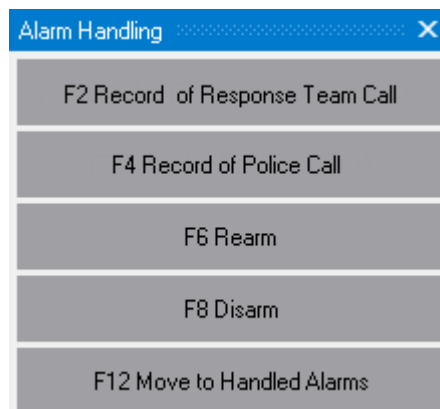 Alarm Handling
F2 Record of Response Team Call
F4 Record of Police Call
F6 Rearm
F8 Disarm
F12 Move to Handled Alarms